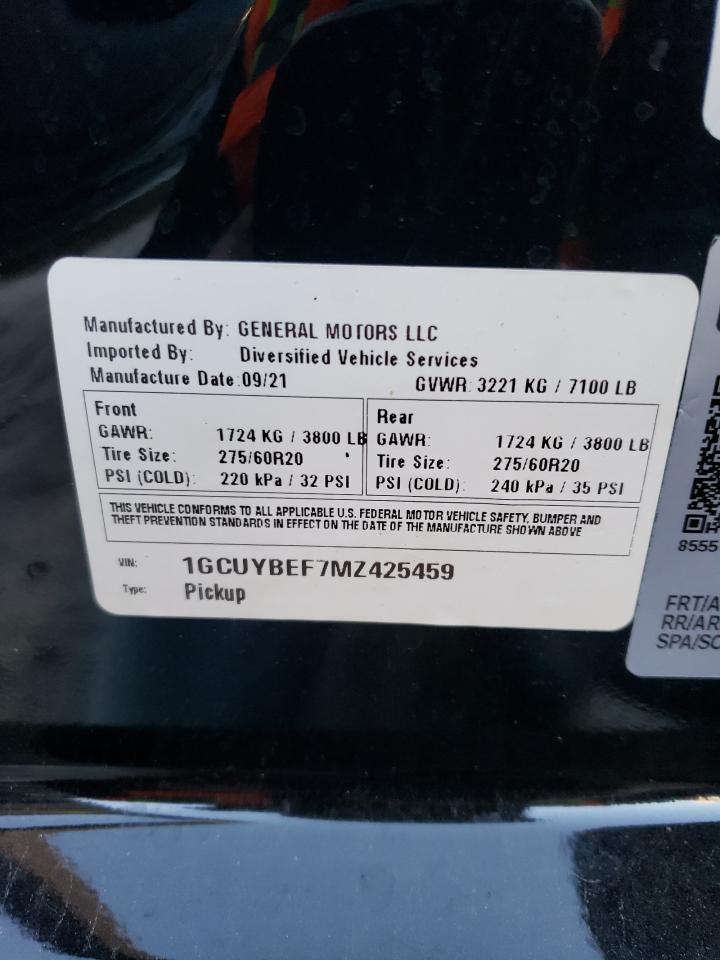 Manufactured By: GENERAL MOTORS LLC
Imported By: Diversified Vehicle Services
Manufacture Date: 09/21 GVWR: 3221 KG / 7100 LB
Front
GAWR: 1724 KG / 3800 LB
Tire Size: 275/60R20
PSI (COLD): 220 kPa / 32 PSI
Rear
GAWR: 1724 KG / 3800 LB
Tire Size: 275/60R20
PSI (COLD): 240 kPa / 35 PSI
THIS VEHICLE CONFORMS TO ALL APPLICABLE U.S. FEDERAL MOTOR VEHICLE SAFETY, BUMPER AND
THEFT PREVENTION STANDARDS IN EFFECT ON THE DATE OF THE MANUFACTURE SHOWN ABOVE
VIN: 1GCUYBEF7MZ425459
Type: Pickup
8555
FRT/A
RR/AR
SPA/SC